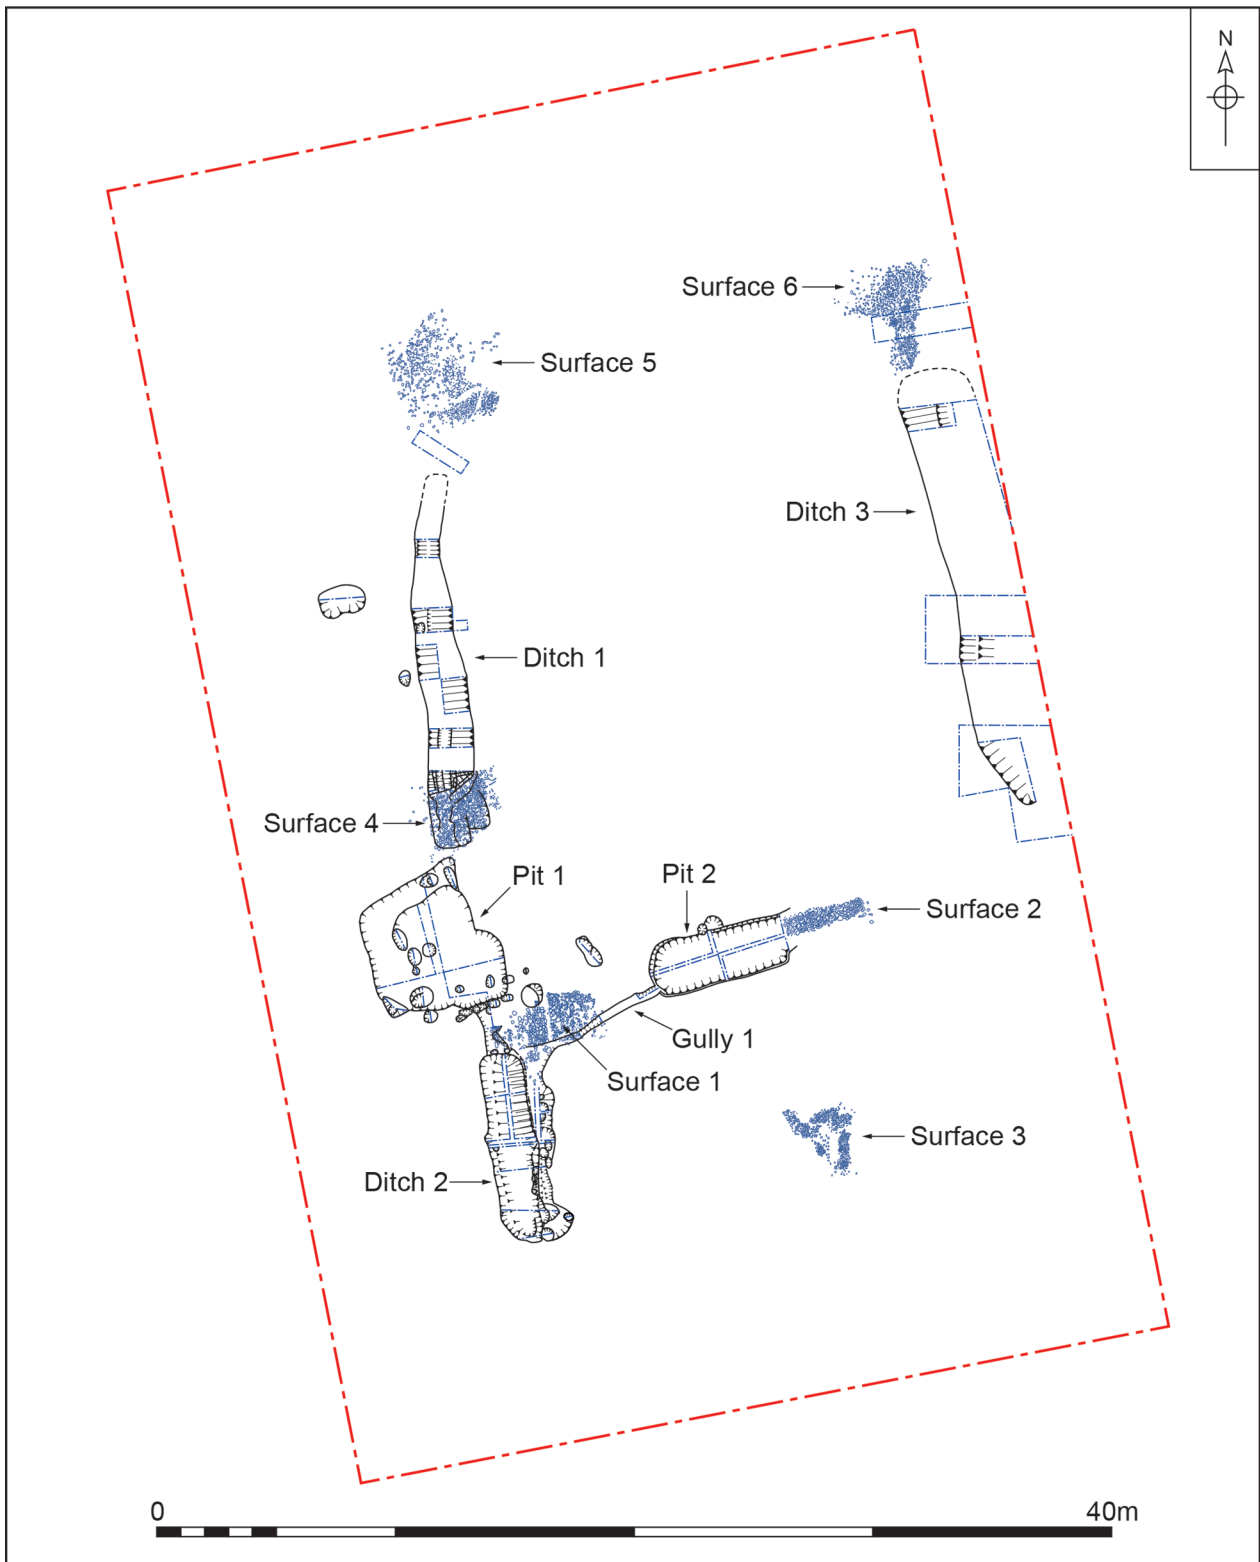 N
Surface 6
Surface 5
Ditch 3
Ditch 1
Surface 4
Pit 1
Pit 2
Surface 2
Gully 1
Surface 1
Surface 3
Ditch 2
0
40m